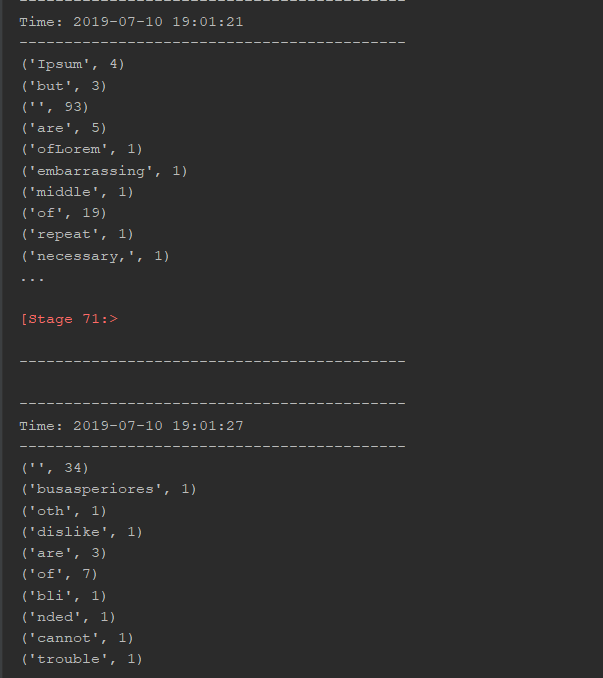 -------------------------------------------
Time: 2019-07-10 19:01:21
-------------------------------------------
('Ipsum', 4)
('but', 3)
('', 93)
('are', 5)
('ofLorem', 1)
('embarrassing', 1)
('middle', 1)
('of', 19)
('repeat', 1)
('necessary,', 1)
...
[Stage 71:>
-------------------------------------------
-------------------------------------------
Time: 2019-07-10 19:01:27
-------------------------------------------
('', 34)
('busasperiores', 1)
('oth', 1)
('dislike', 1)
('are', 3)
('of', 7)
('bli', 1)
('nded', 1)
('cannot', 1)
('trouble', 1)